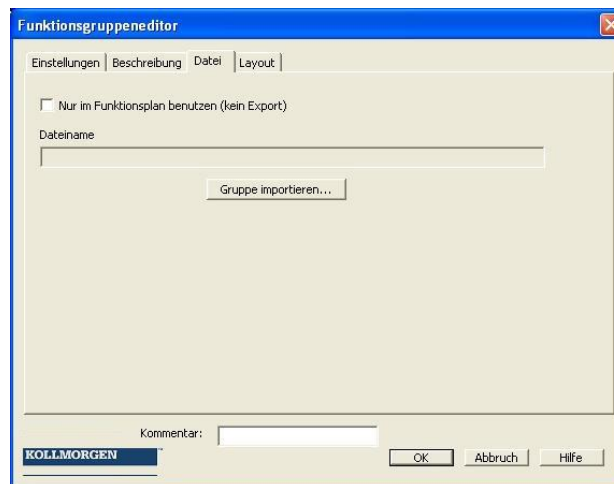 Funktionsgruppeneditor
Einstellungen Beschreibung Datei Layout
Nur im Funktionsplan benutzen (kein Export)
Dateiname
Gruppe importieren...
Kommentar:
KOLLMORGEN
OK Abbruch Hilfe